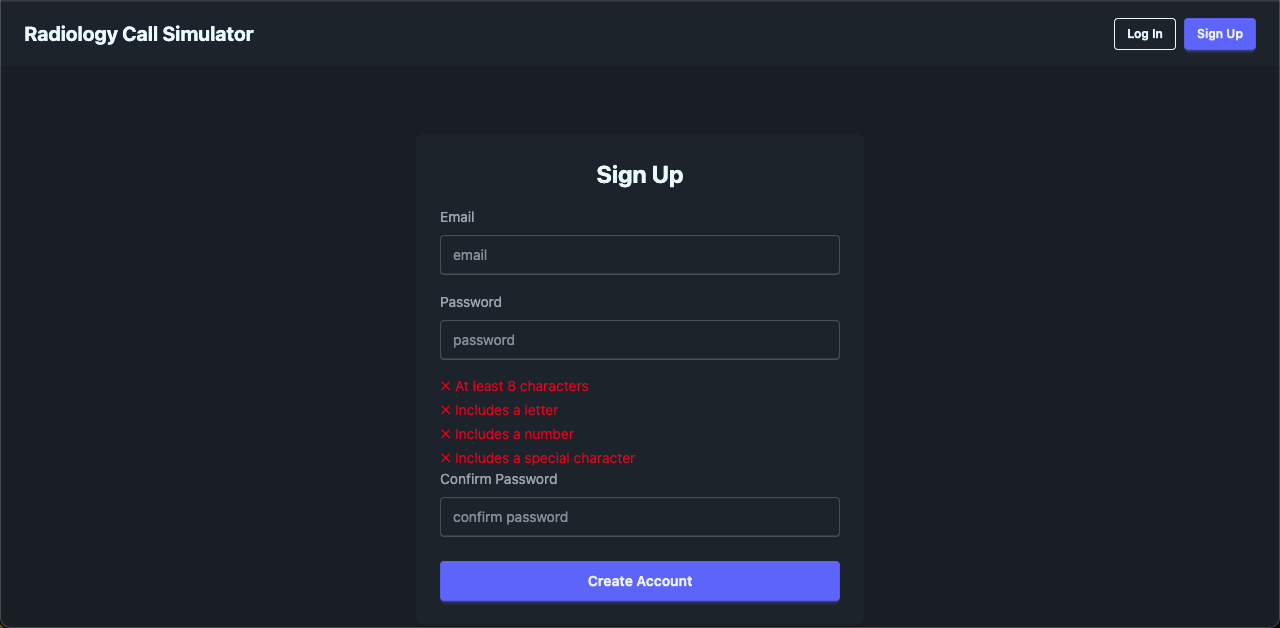 Radiology Call Simulator
Log In
Sign Up
Sign Up
Email
email
Password
password
✕ At least 8 characters
✕ Includes a letter
✕ Includes a number
✕ Includes a special character
Confirm Password
confirm password
Create Account